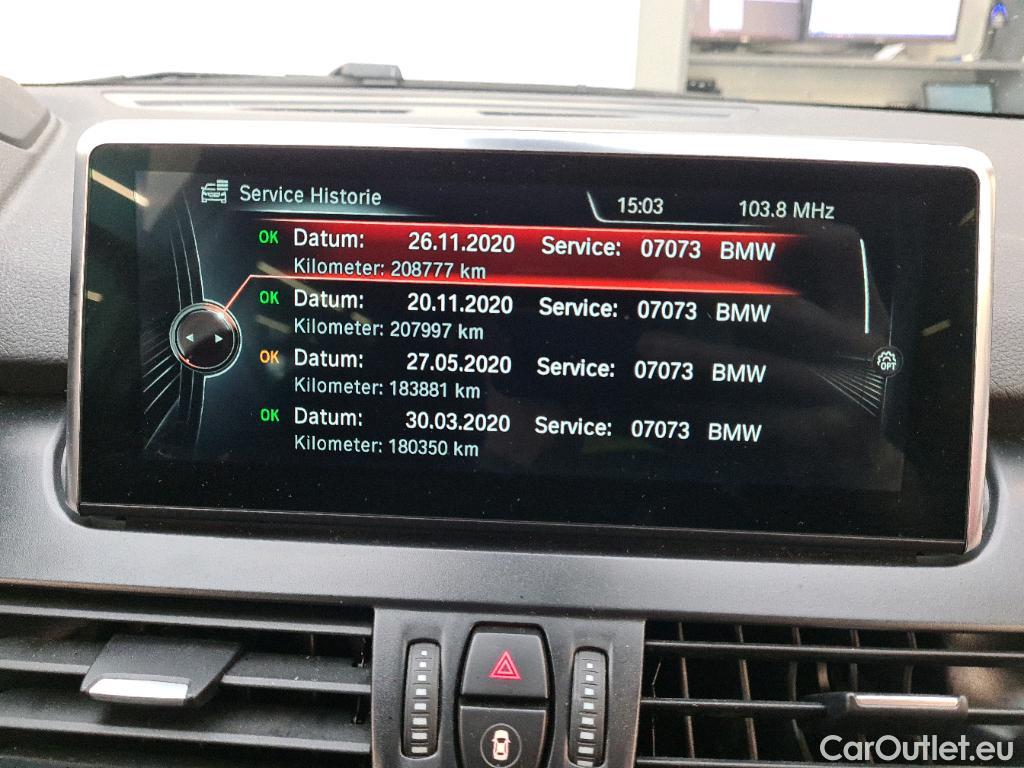 Service Historie 15:03 103.8 MHz
OK Datum: 26.11.2020 Service: 07073 BMW
Kilometer: 208777 km
OK Datum: 20.11.2020 Service: 07073 BMW
Kilometer: 207997 km
OK Datum: 27.05.2020 Service: 07073 BMW
Kilometer: 183881 km
OK Datum: 30.03.2020 Service: 07073 BMW
Kilometer: 180350 km
OPT
CarOutlet.eu